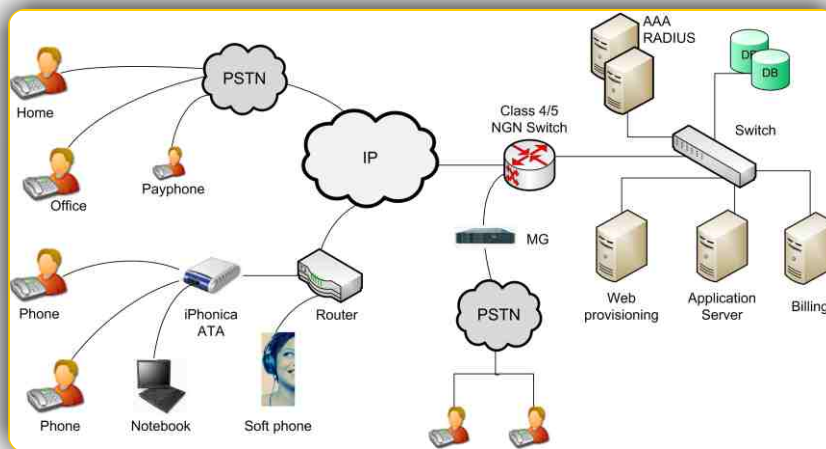 AAA
RADIUS
DB
DB
PSTN
Home
Class 4/5
NGN Switch
Switch
IP
Payphone
Office
MG
Phone
iPhonica
ATA
Router
PSTN
Web
provisioning
Application
Server
Billing
Phone
Notebook
Soft phone